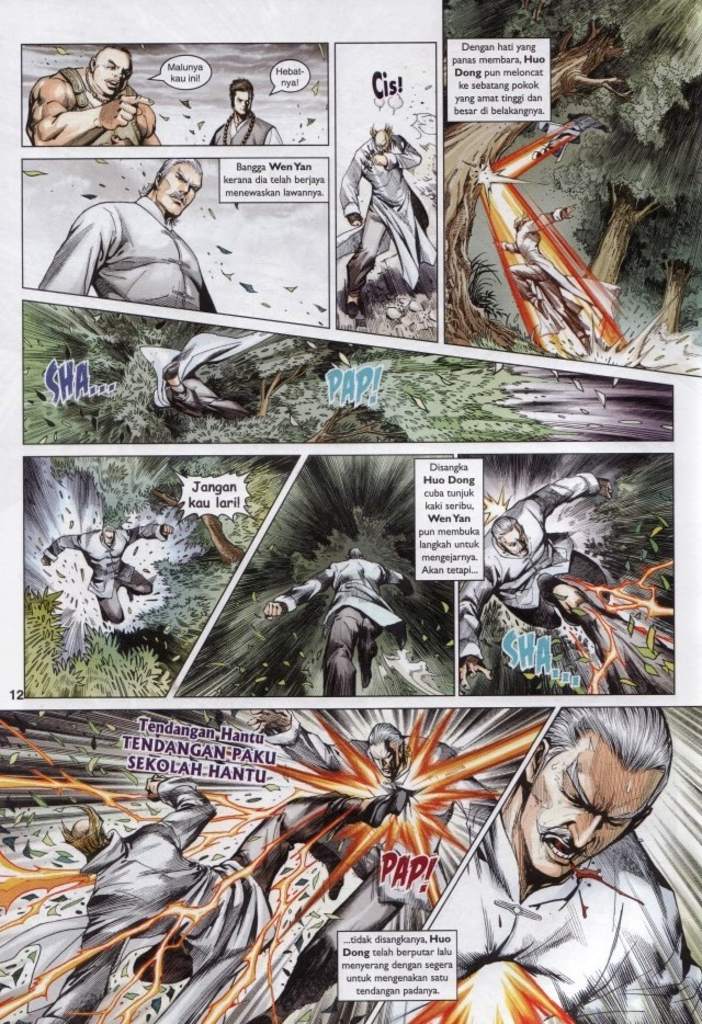 Malunya
kau ini!
Hebat-
nya!
Bangga Wen Yan
kerana dia telah berjaya
menewaskan lawannya.
Cis!
Dengan hati yang
panas membara, Huo
Dong pun meloncat
ke sebatang pokok
yang amat tinggi dan
besar di belakangnya.
SHA...
PAP!
Jangan
kau lari!
Disangka
Huo Dong
cuba tunjuk
kaki seribu,
Wen Yan
pun membuka
langkah untuk
mengejarnya.
Akan tetapi...
SHA...
12
Tendangan Hantu
TENDANGAN PAKU
SEKOLAH HANTU
PAP!
...tidak disangkanya, Huo
Dong telah berputar lalu
menyerang dengan segera
untuk mengenakan satu
tendangan padanya.